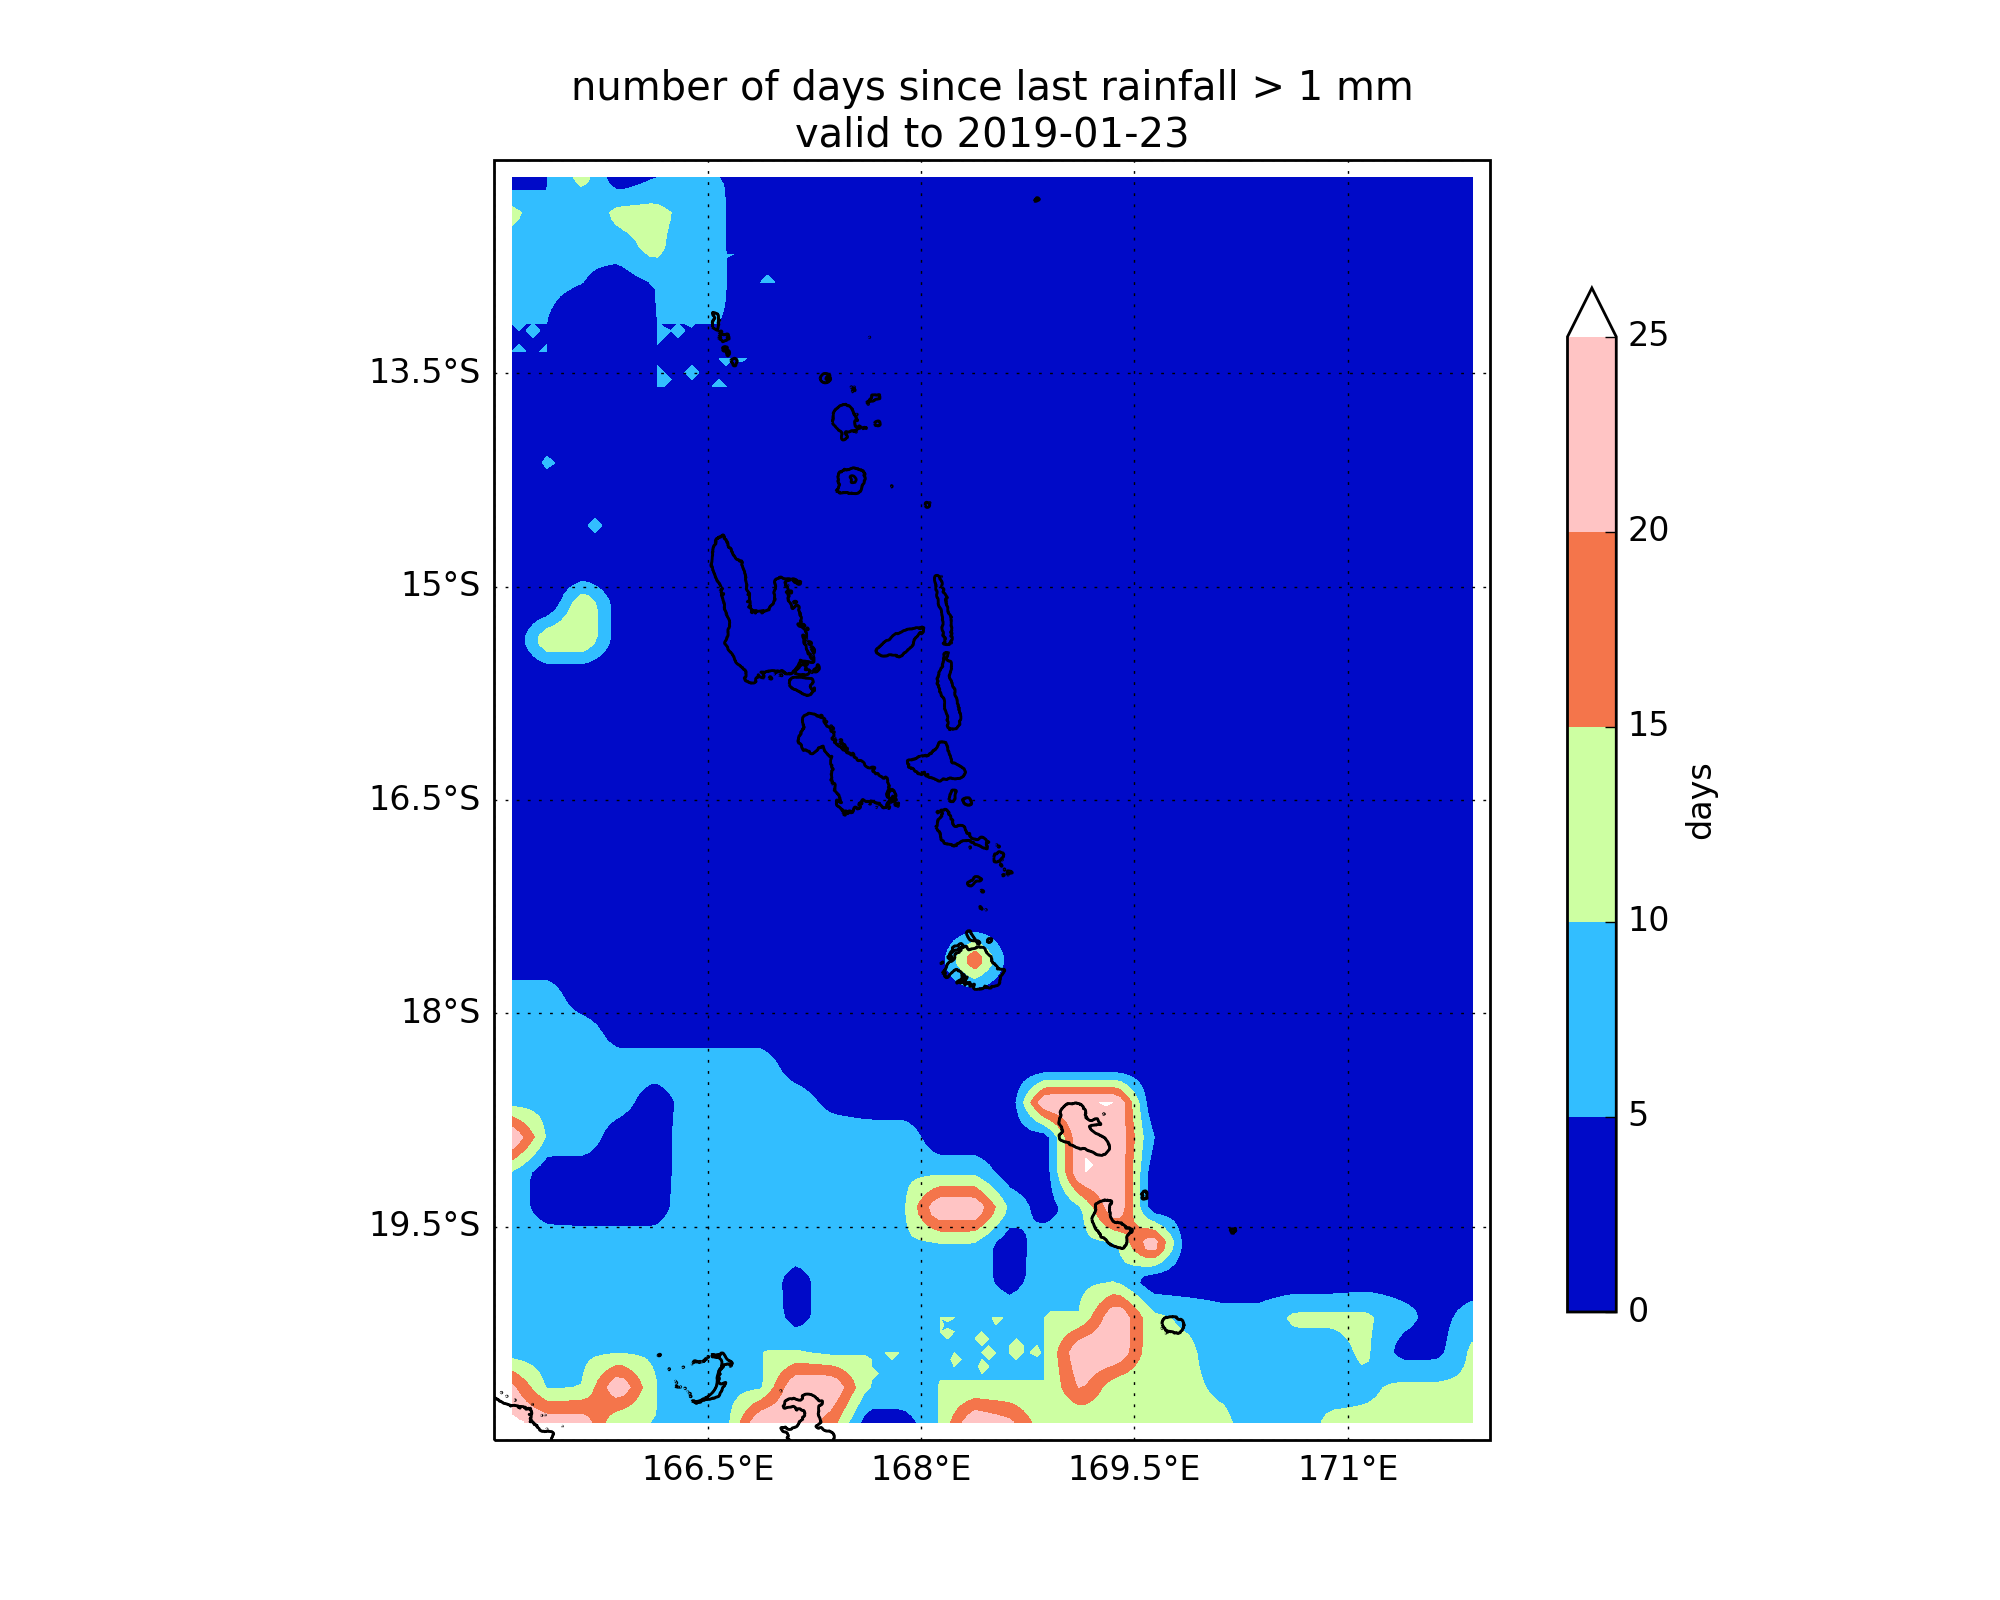 number of days since last rainfall > 1 mm
valid to 2019-01-23
13.5°S
15°S
16.5°S
18°S
19.5°S
166.5°E
168°E
169.5°E
171°E
25
20
15
10
5
0
days